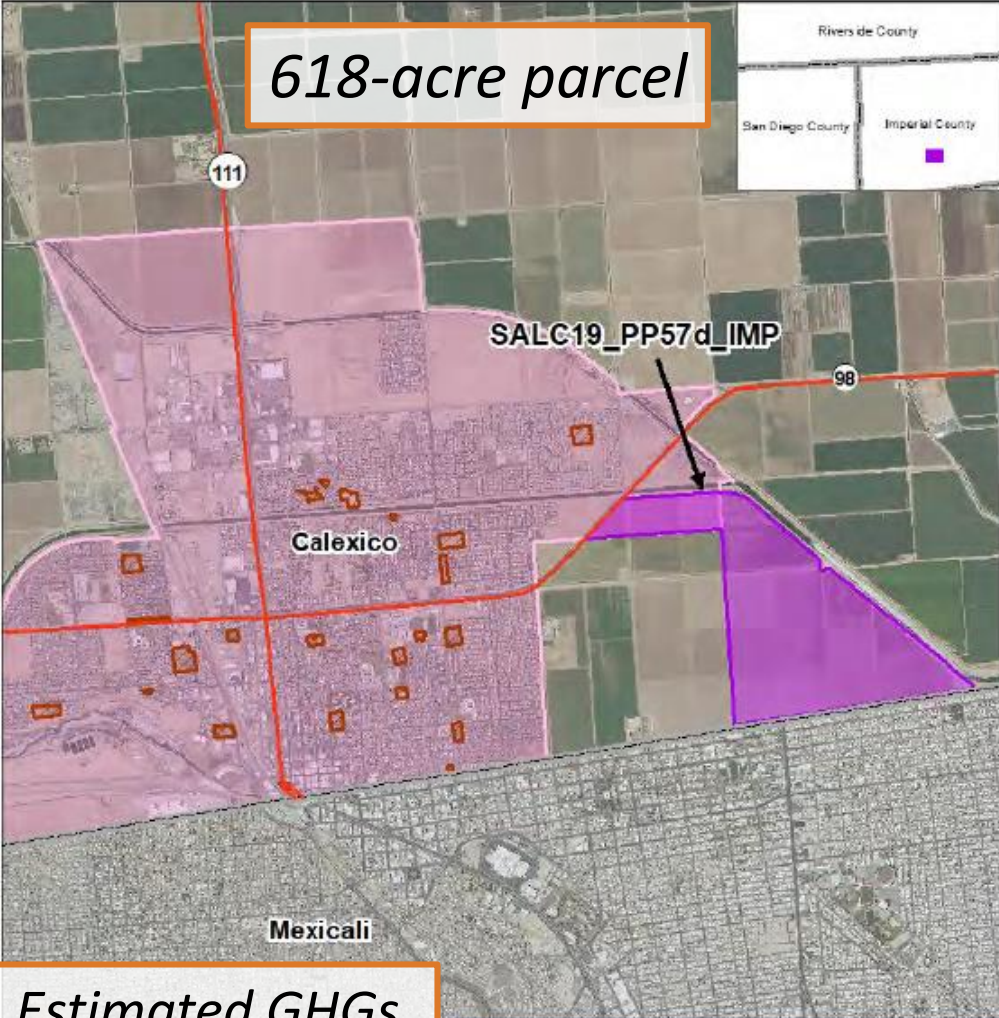 618-acre parcel
Riverside County
San Diego County
Imperial County
111
SALC19_PP57d_IMP
98
Calexico
Mexicali
Estimated GHGs